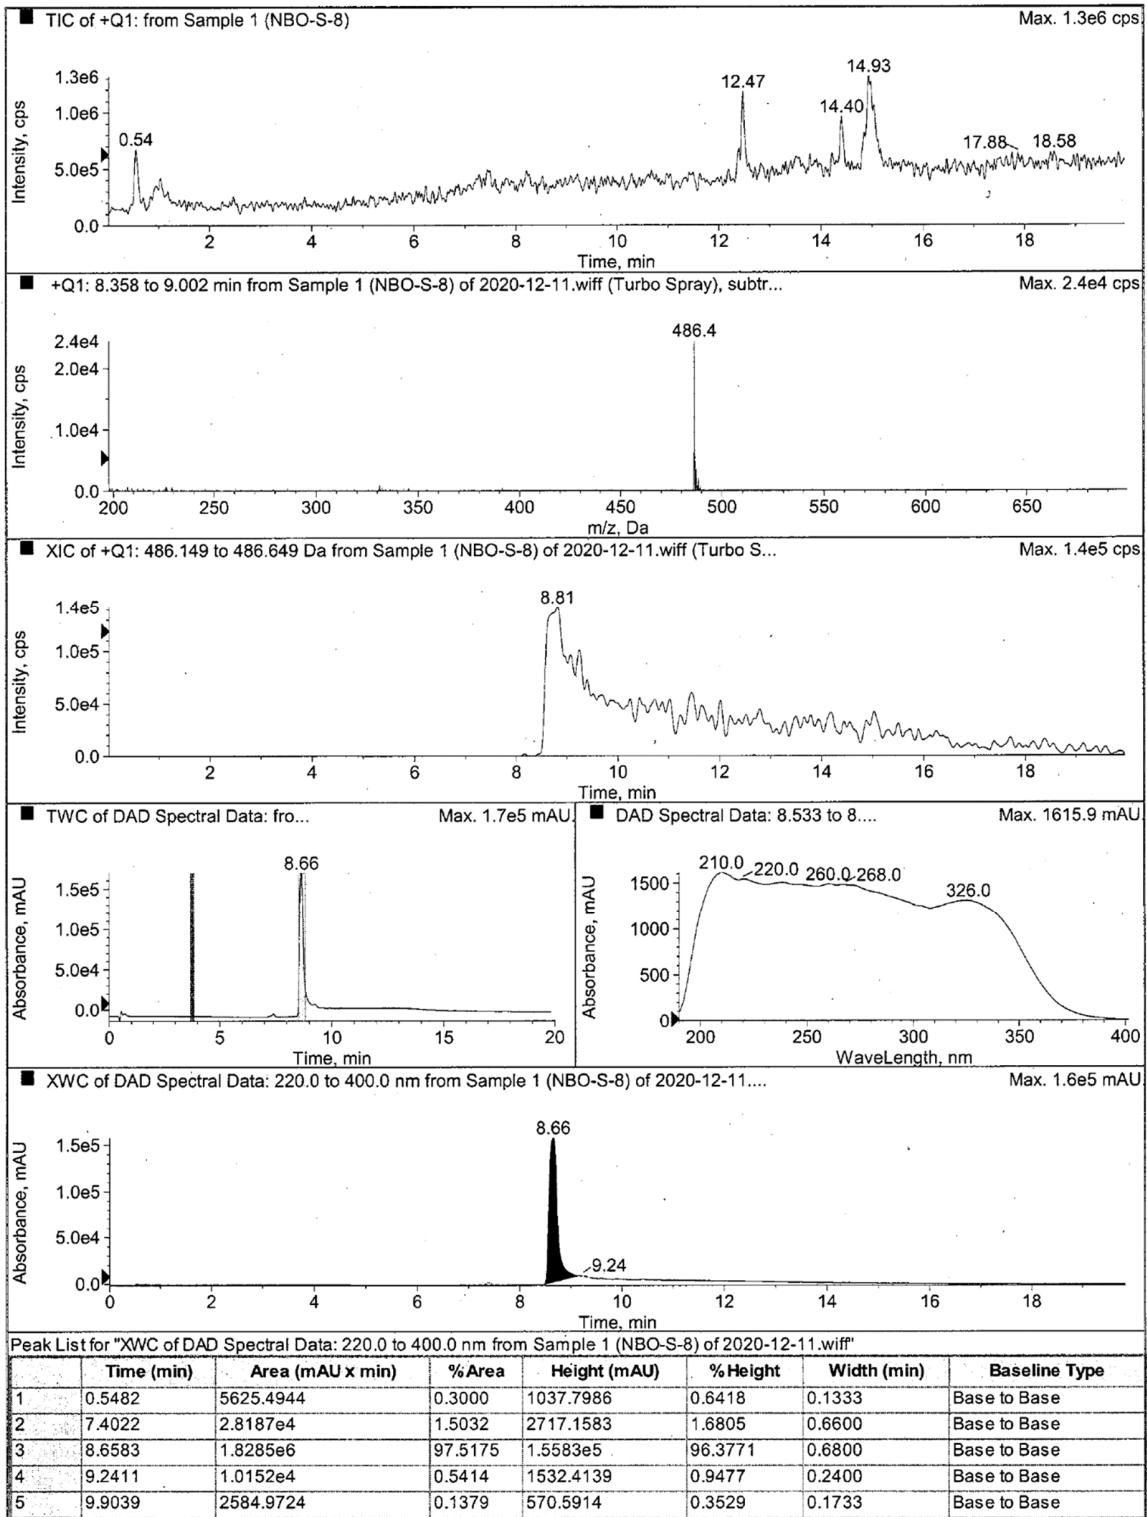 TIC of +Q1: from Sample 1 (NBO-S-8) Max. 1.3e6 cps
Intensity, cps
1.3e6
1.0e6
5.0e5
0.0
0.54
12.47
14.40
14.93
17.88
18.58
2 4 6 8 10 12 14 16 18
Time, min
+Q1: 8.358 to 9.002 min from Sample 1 (NBO-S-8) of 2020-12-11.wiff (Turbo Spray), subtr... Max. 2.4e4 cps
Intensity, cps
2.4e4
2.0e4
1.0e4
0.0
486.4
200 250 300 350 400 450 500 550 600 650
m/z, Da
XIC of +Q1: 486.149 to 486.649 Da from Sample 1 (NBO-S-8) of 2020-12-11.wiff (Turbo S... Max. 1.4e5 cps
Intensity, cps
1.4e5
1.0e5
5.0e4
0.0
8.81
2 4 6 8 10 12 14 16 18
Time, min
TWC of DAD Spectral Data: fro... Max. 1.7e5 mAU
Absorbance, mAU
1.5e5
1.0e5
5.0e4
0.0
8.66
0 5 10 15 20
Time, min
DAD Spectral Data: 8.533 to 8.... Max. 1615.9 mAU
Absorbance, mAU
1500
1000
500
0
210.0
220.0
260.0
268.0
326.0
200 250 300 350 400
WaveLength, nm
XWC of DAD Spectral Data: 220.0 to 400.0 nm from Sample 1 (NBO-S-8) of 2020-12-11.... Max. 1.6e5 mAU
Absorbance, mAU
1.5e5
1.0e5
5.0e4
0.0
8.66
9.24
0 2 4 6 8 10 12 14 16 18
Time, min
Peak List for "XWC of DAD Spectral Data: 220.0 to 400.0 nm from Sample 1 (NBO-S-8) of 2020-12-11.wiff"
Time (min) Area (mAU x min) %Area Height (mAU) %Height Width (min) Baseline Type
1 0.5482 5625.4944 0.3000 1037.7986 0.6418 0.1333 Base to Base
2 7.4022 2.8187e4 1.5032 2717.1583 1.6805 0.6600 Base to Base
3 8.6583 1.8285e6 97.5175 1.5583e5 96.3771 0.6800 Base to Base
4 9.2411 1.0152e4 0.5414 1532.4139 0.9477 0.2400 Base to Base
5 9.9039 2584.9724 0.1379 570.5914 0.3529 0.1733 Base to Base